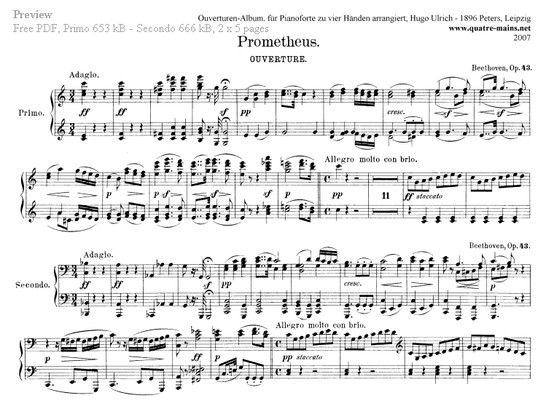 Preview
Ouverturen-Album. für Pianoforte zu vier Händen arrangiert, Hugo Ulrich - 1896 Peters, Leipzig
Free PDF, Primo 653 kB - Secondo 666 kB, 2 x 5 pages
www.quatre-mains.net
2007
Prometheus.
OUVERTURE.
Beethoven, Op. 43.
Adagio.
Primo.
ff ff sf pp cresc. sf p
Allegro molto con brio.
sf p pp 11 ff staccato
Beethoven, Op. 43.
Adagio.
Secondo.
ff ff sf pp cresc. sf
Allegro molto con brio.
p sf p pp staccato cresc. ff